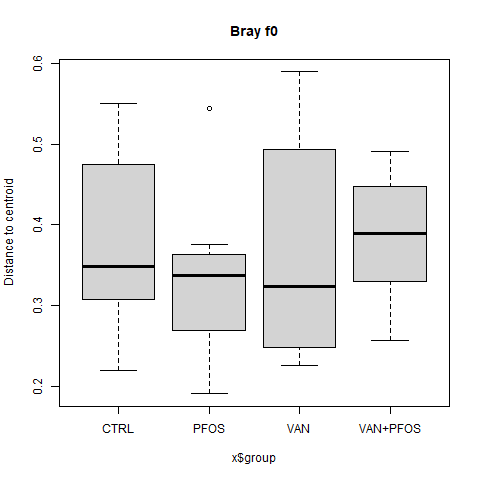 Bray f0
Distance to centroid
0.6
0.5
0.4
0.3
0.2
CTRL PFOS VAN VAN+PFOS
x$group